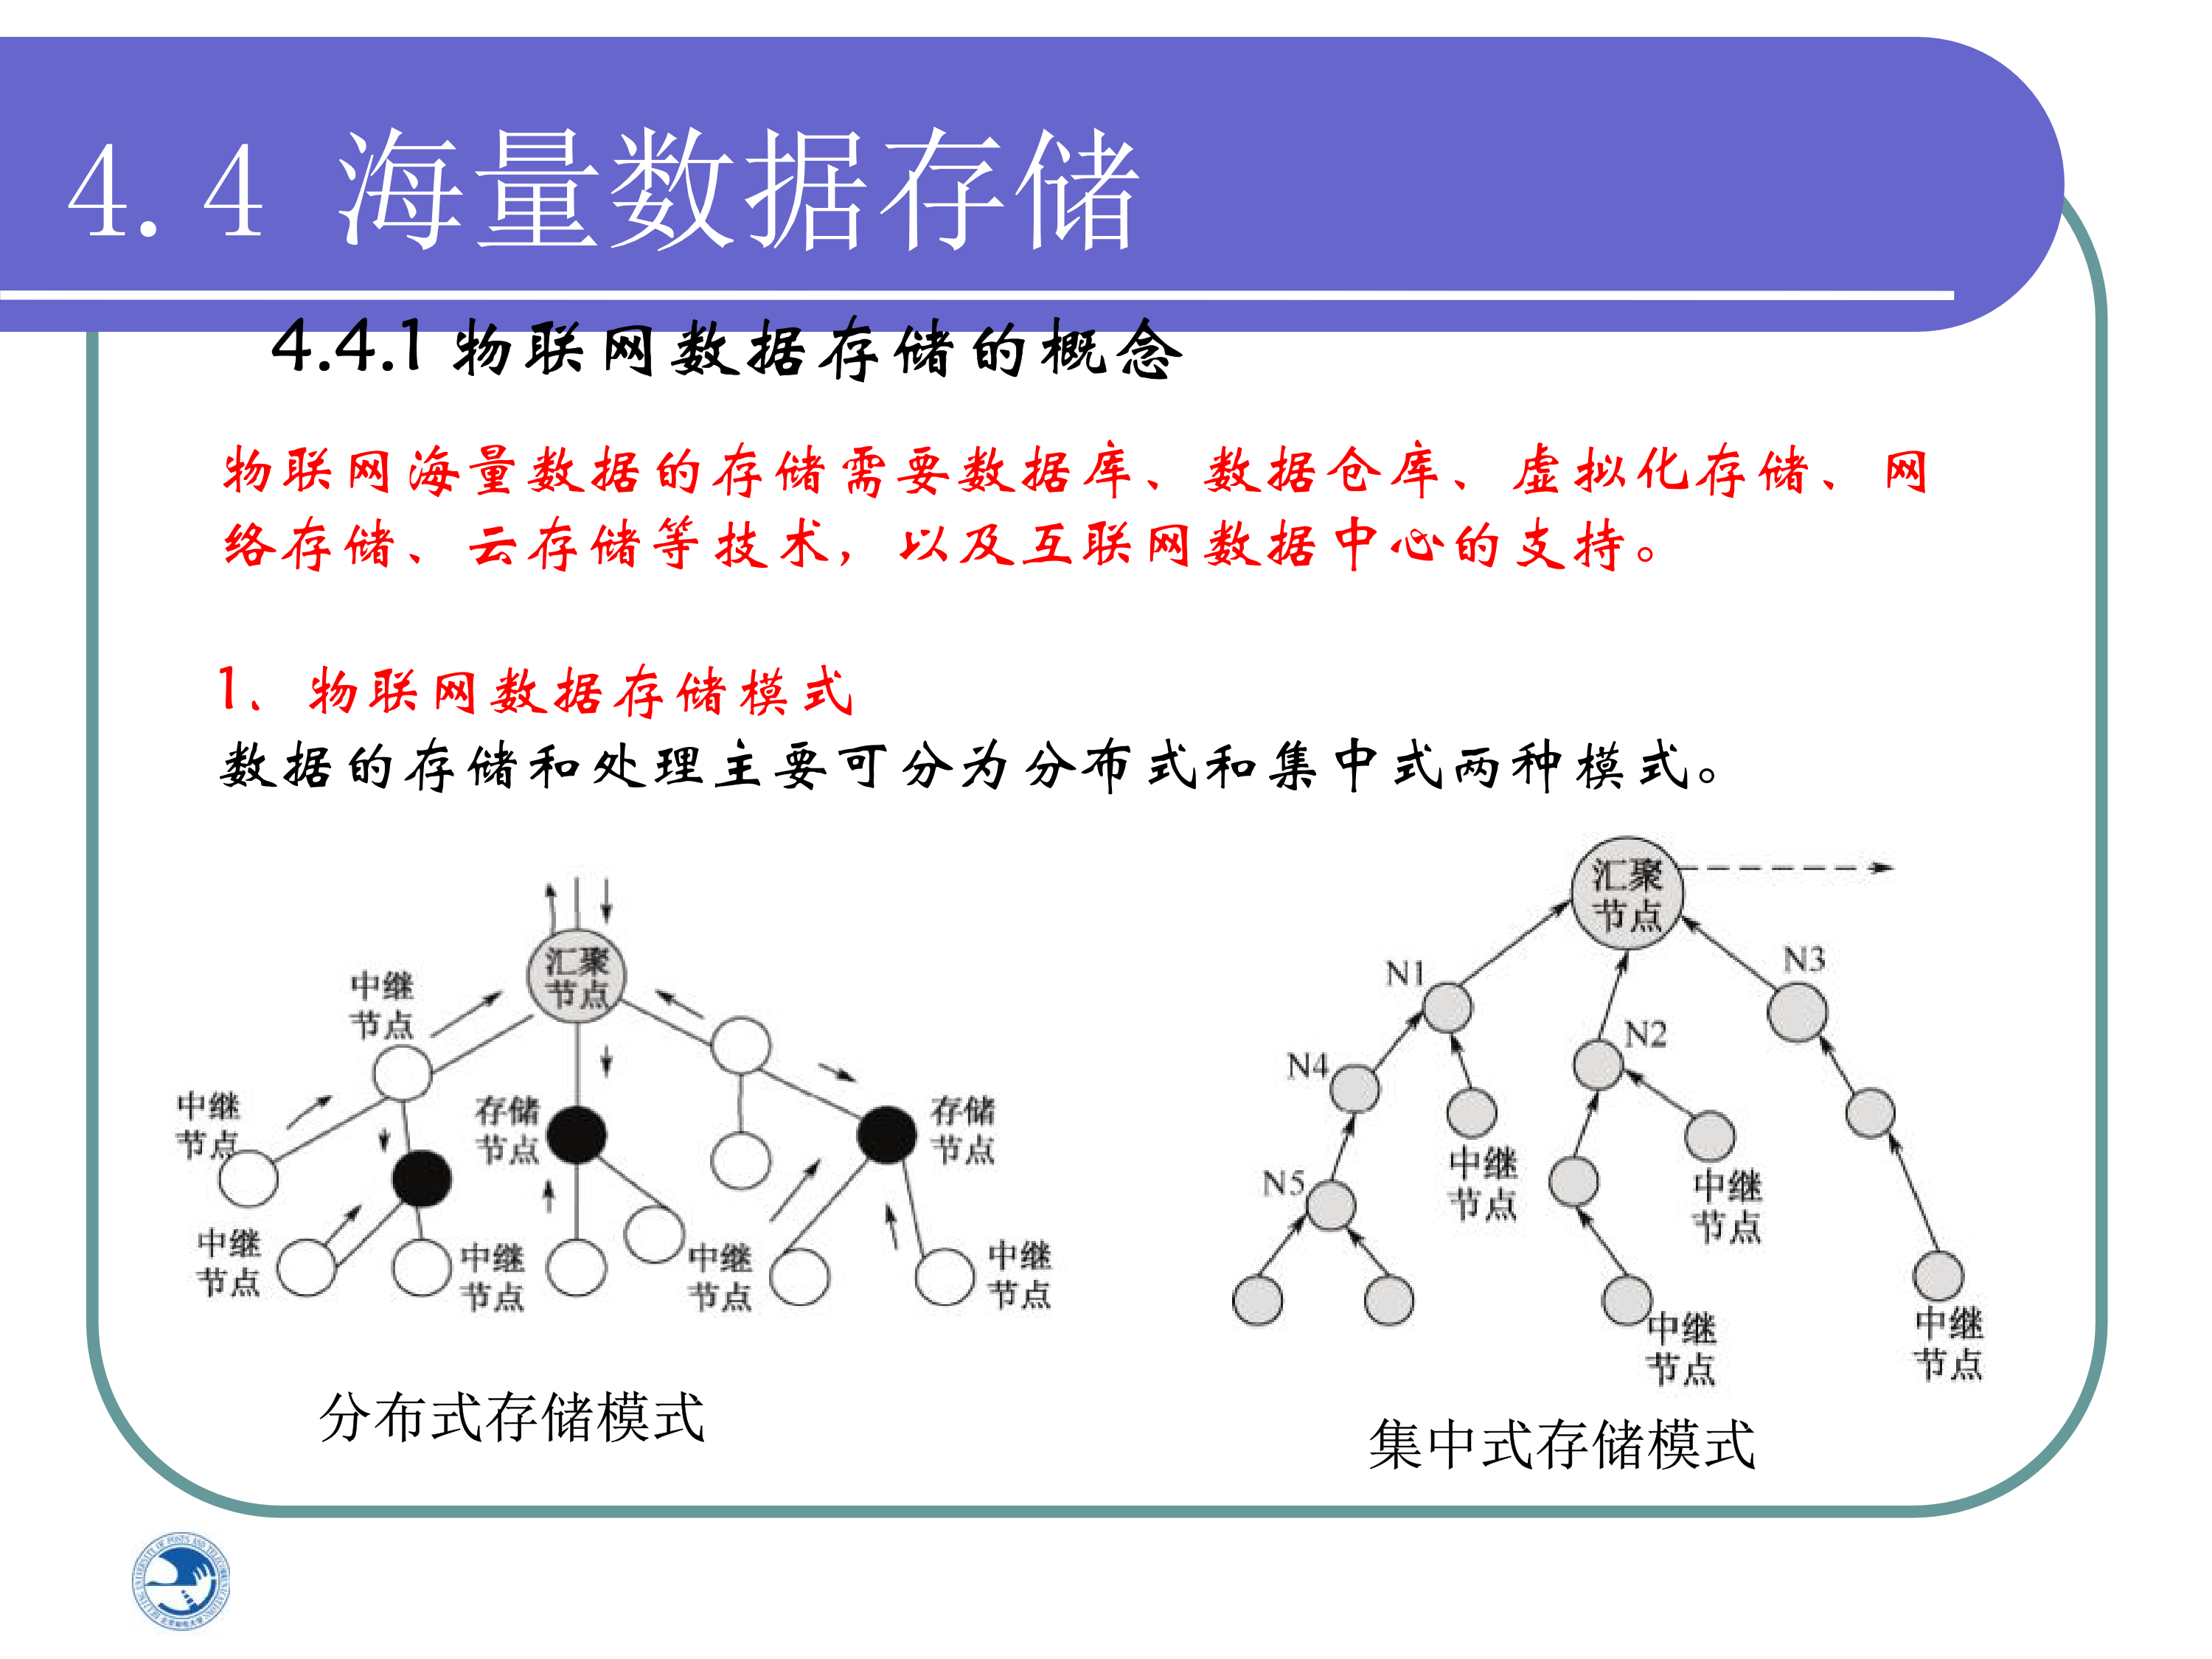 4.4 海量数据存储
4.4.1物联网数据存储的概念
物联网海量数据的存储需要数据库、数据仓库、虚拟化存储、网
络存储、云存储等技术，以及互联网数据中心的支持。
1、物联网数据存储模式
数据的存储和处理主要可分为分布式和集中式两种模式。
汇聚
节点
中继
节点
中继
节点
存储
节点
存储
节点
中继
节点
中继
节点
中继
节点
中继
节点
分布式存储模式
汇聚
节点
N1
N3
N2
N4
N5
中继
节点
中继
节点
中继
节点
中继
节点
集中式存储模式